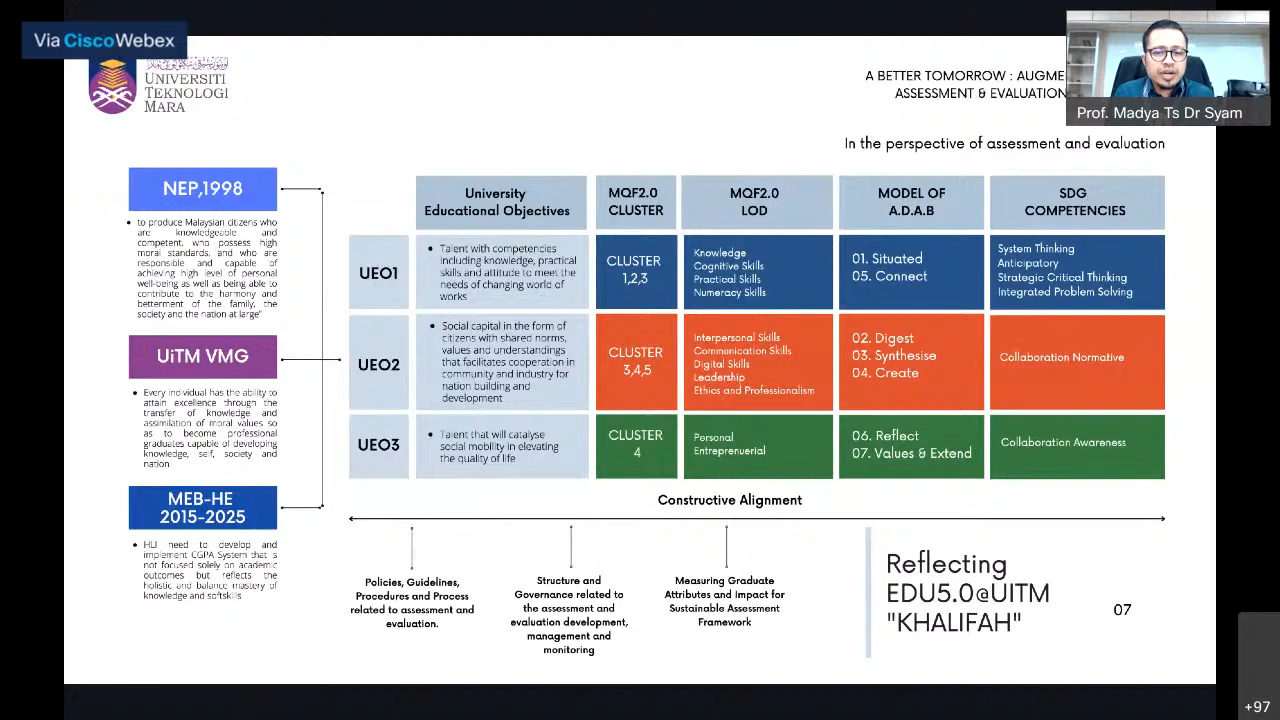 Via Cisco Webex
UNIVERSITI
TEKNOLOGI
MARA
A BETTER TOMORROW : AUGME
ASSESSMENT & EVALUATION
Prof. Madya Ts Dr Syam
In the perspective of assessment and evaluation
NEP,1998
• to produce Malaysian citizens who
are knowledgeable and
competent, who possess high
moral standards, and who are
responsible and capable of
achieving high level of personal
well-being as well as being able to
contribute to the harmony and
betterment of the family, the
society and the nation at large"
UiTM VMG
• Every individual has the ability to
attain excellence through the
transfer of knowledge and
assimilation of moral values so
as to become professional
graduates capable of developing
knowledge, self, society and
nation
MEB-HE
2015-2025
• HLI need to develop and
implement CGPA System that is
not focused solely on academic
outcomes but reflects the
holistic and balance mastery of
knowledge and softskills
University
Educational Objectives
MQF2.0
CLUSTER
MQF2.0
LOD
MODEL OF
A.D.A.B
SDG
COMPETENCIES
UEO1
• Talent with competencies
including knowledge, practical
skills and attitude to meet the
needs of changing world of
works
CLUSTER
1,2,3
Knowledge
Cognitive Skills
Practical Skills
Numeracy Skills
01. Situated
05. Connect
System Thinking
Anticipatory
Strategic Critical Thinking
Integrated Problem Solving
UEO2
• Social capital in the form of
citizens with shared norms,
values and understandings
that facilitates cooperation in
community and industry for
nation building and
development
CLUSTER
3,4,5
Interpersonal Skills
Communication Skills
Digital Skills
Leadership
Ethics and Professionalism
02. Digest
03. Synthesise
04. Create
Collaboration Normative
UEO3
• Talent that will catalyse
social mobility in elevating
the quality of life
CLUSTER
4
Personal
Entreprenuerial
06. Reflect
07. Values & Extend
Collaboration Awareness
Constructive Alignment
Policies, Guidelines,
Procedures and Process
related to assessment and
evaluation.
Structure and
Governance related to
the assessment and
evaluation development,
management and
monitoring
Measuring Graduate
Attributes and Impact for
Sustainable Assessment
Framework
Reflecting
EDU5.0@UITM
"KHALIFAH"
07
+97